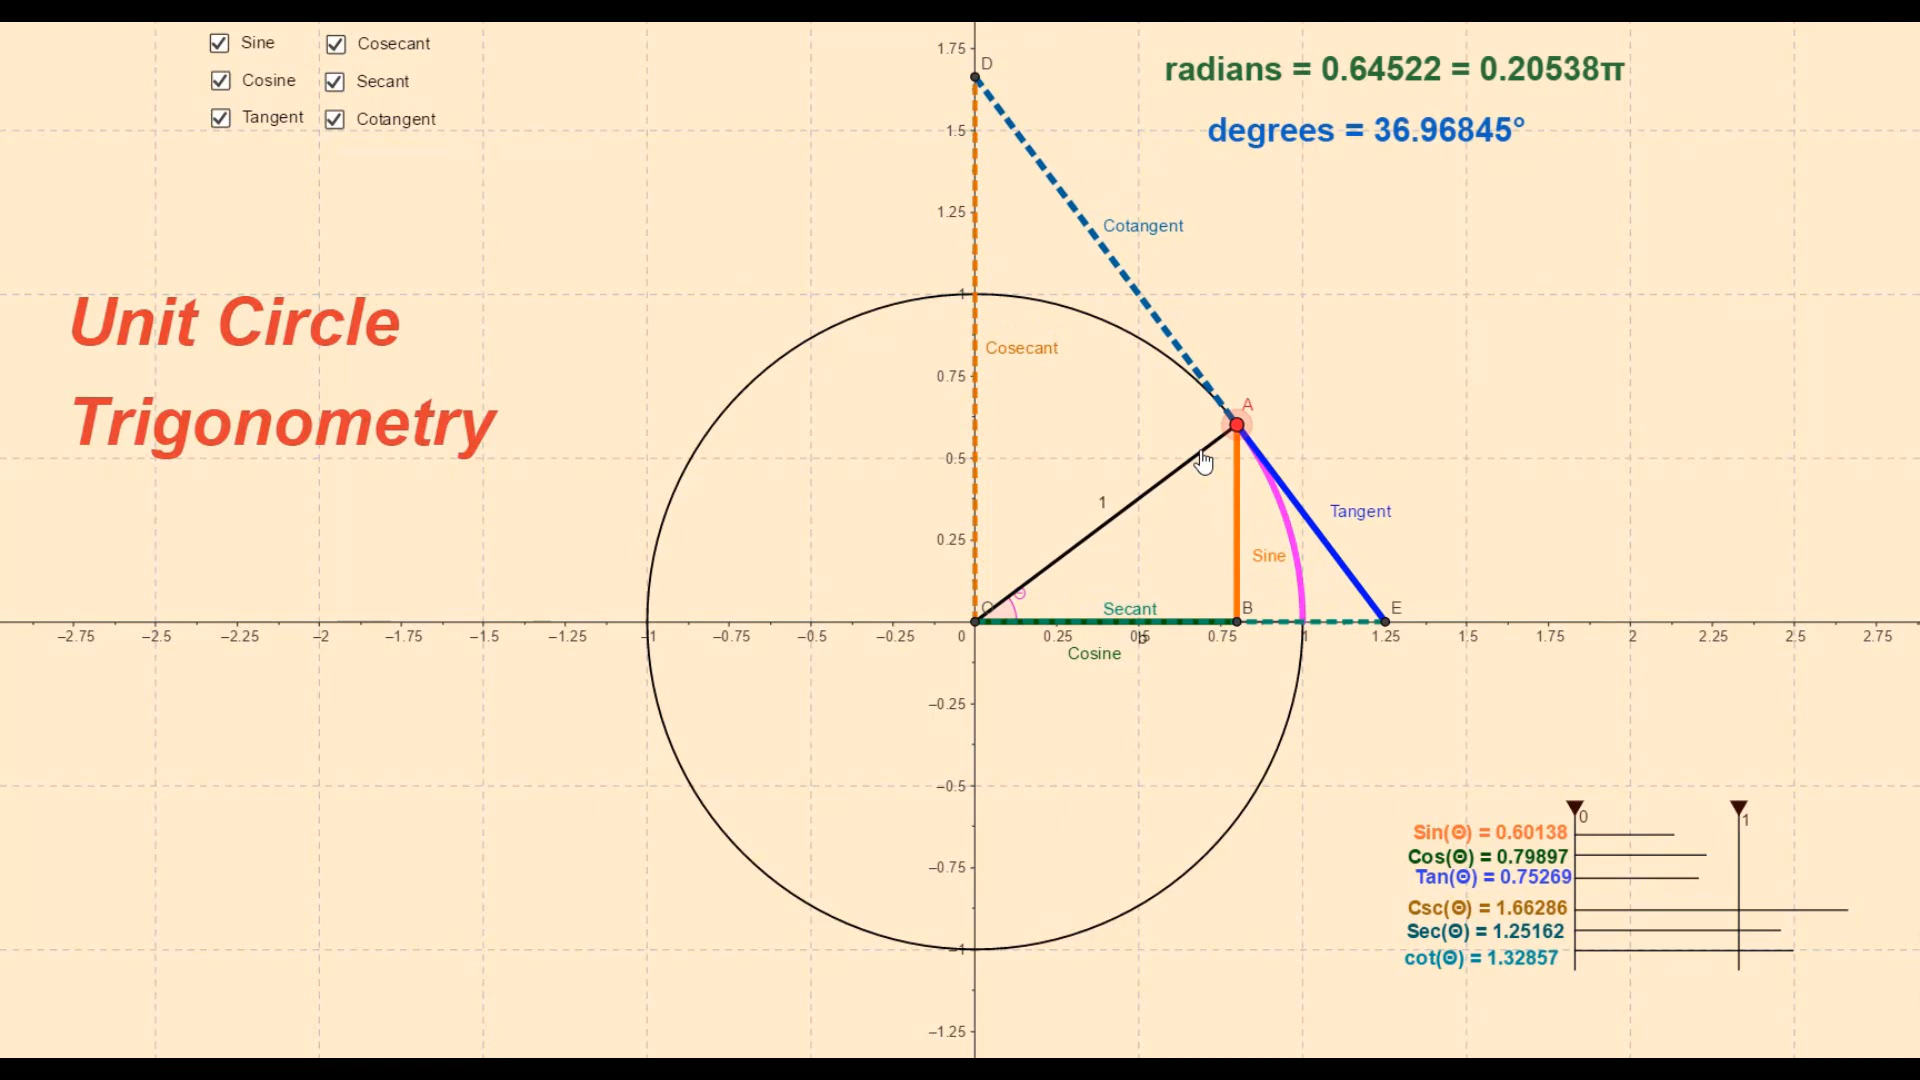 Sine Cosecant
Cosine Secant
Tangent Cotangent
radians = 0.64522 = 0.20538π
degrees = 36.96845°
Unit Circle
Trigonometry
1.75
D
1.5
1.25
Cotangent
1
Cosecant
0.75
A
0.5
1
Tangent
0.25
Sine
Θ
C
Secant
B
E
−2.75 −2.5 −2.25 −2 −1.75 −1.5 −1.25 −1 −0.75 −0.5 −0.25 0 0.25 0.5 0.75 1 1.25 1.5 1.75 2 2.25 2.5 2.75
b
Cosine
−0.25
−0.5
−0.75
−1
−1.25
0 1
Sin(Θ) = 0.60138
Cos(Θ) = 0.79897
Tan(Θ) = 0.75269
Csc(Θ) = 1.66286
Sec(Θ) = 1.25162
cot(Θ) = 1.32857